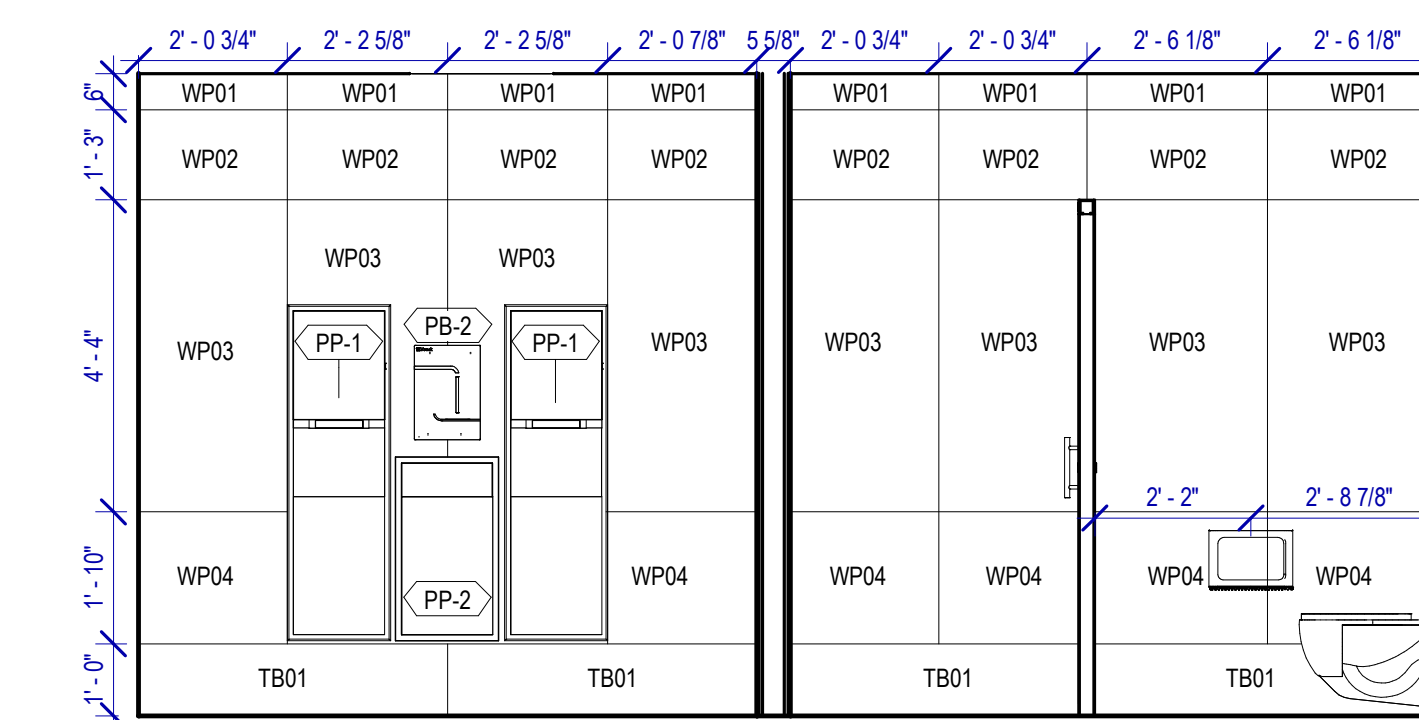 2' - 0 3/4" 2' - 2 5/8" 2' - 2 5/8" 2' - 0 7/8" 5 5/8" 2' - 0 3/4" 2' - 0 3/4" 2' - 6 1/8" 2' - 6 1/8"
6" WP01 WP01 WP01 WP01 WP01 WP01 WP01 WP01
1' - 3" WP02 WP02 WP02 WP02 WP02 WP02 WP02 WP02
WP03 WP03
PB-2
4' - 4" WP03 PP-1 PP-1 WP03 WP03 WP03 WP03 WP03
2' - 2" 2' - 8 7/8"
1' - 10" WP04 WP04 WP04 WP04 WP04 WP04
PP-2
1' - 0" TB01 TB01 TB01 TB01